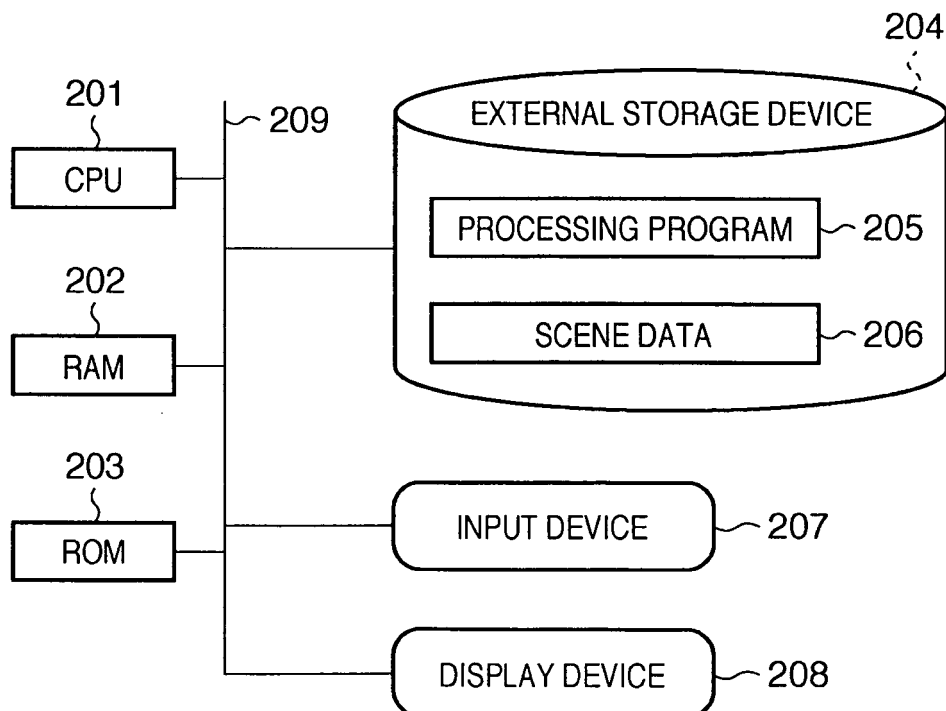 204
201
209
EXTERNAL STORAGE DEVICE
CPU
PROCESSING PROGRAM
205
202
SCENE DATA
206
RAM
203
INPUT DEVICE
207
ROM
DISPLAY DEVICE
208